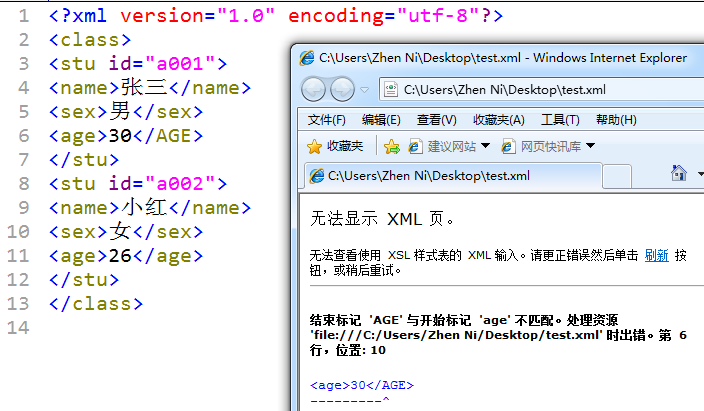 1 <?xml version="1.0" encoding="utf-8"?>
2 <class>
3 <stu id="a001">
4 <name>张三</name>
5 <sex>男</sex>
6 <age>30</AGE>
7 </stu>
8 <stu id="a002">
9 <name>小红</name>
10 <sex>女</sex>
11 <age>26</age>
12 </stu>
13 </class>
14
C:\Users\Zhen Ni\Desktop\test.xml - Windows Internet Explorer
C:\Users\Zhen Ni\Desktop\test.xml
文件(F) 编辑(E) 查看(V) 收藏夹(A) 工具(T) 帮助(H)
收藏夹 建议网站 网页快讯库
C:\Users\Zhen Ni\Desktop\test.xml
无法显示 XML 页。
无法查看使用 XSL 样式表的 XML 输入。请更正错误然后单击 刷新 按
钮，或稍后重试。
结束标记 'AGE' 与开始标记 'age' 不匹配。处理资源
'file:///C:/Users/Zhen Ni/Desktop/test.xml' 时出错。第 6
行，位置: 10
<age>30</AGE>
---------^